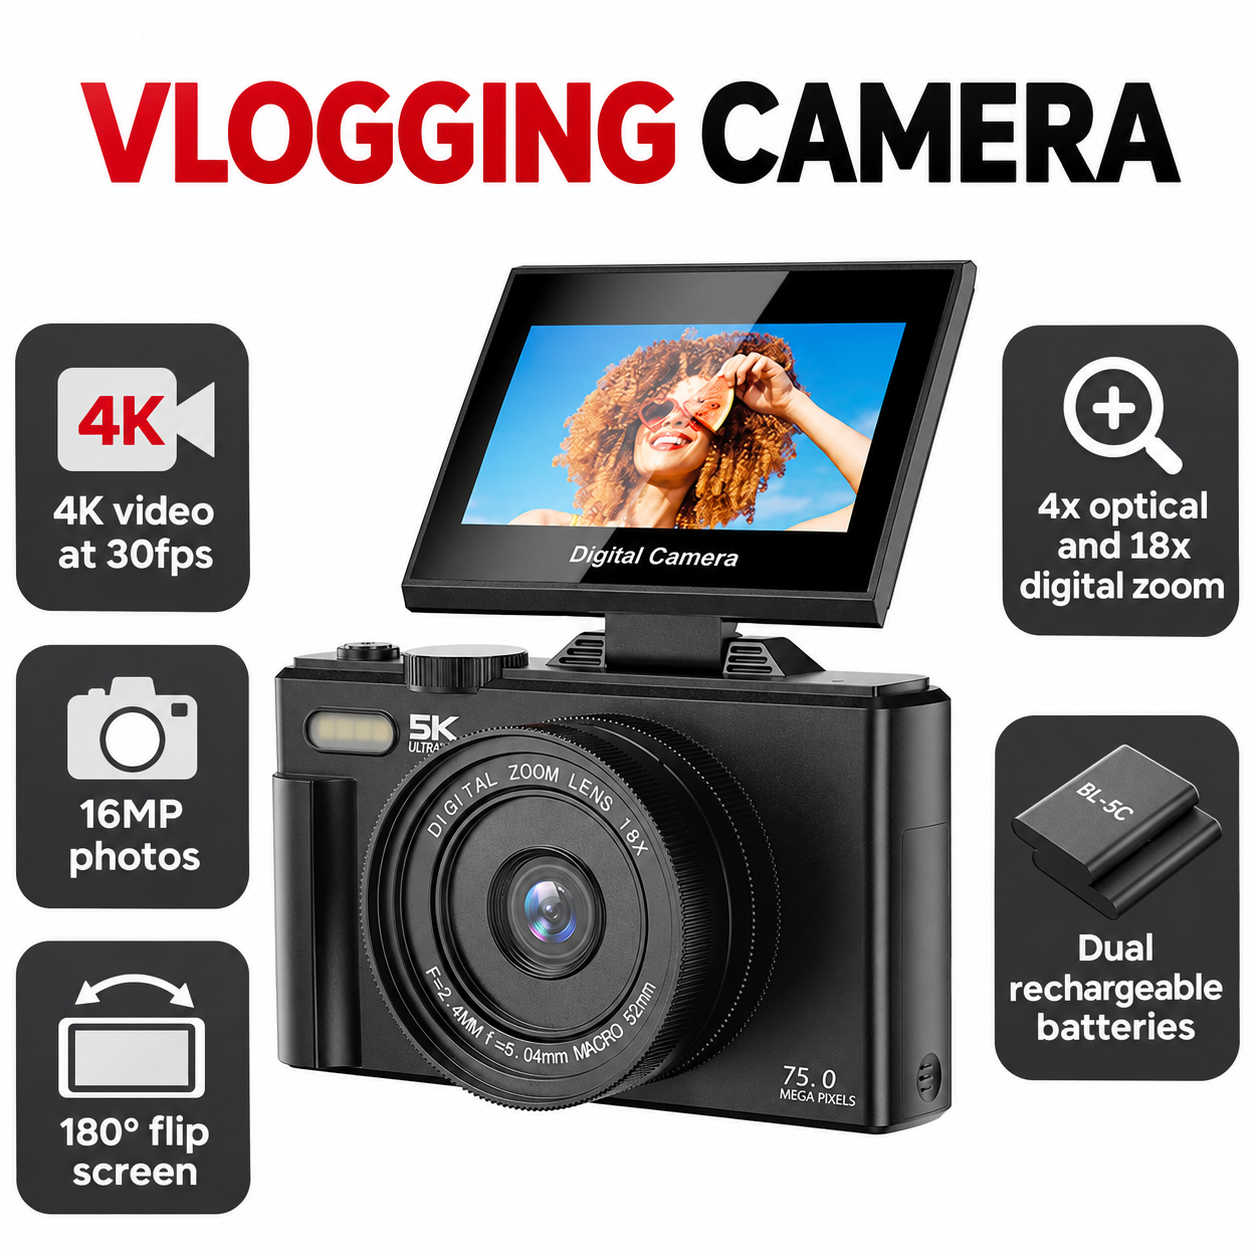 VLOGGING CAMERA
4K
4K video
at 30fps
16MP
photos
180° flip
screen
Digital Camera
5K
ULTRA
DIGITAL ZOOM LENS 18X
F=2.4MM f=5.04mm MACRO 52mm
75.0
MEGA PIXELS
4x optical
and 18x
digital zoom
BL-5C
Dual
rechargeable
batteries